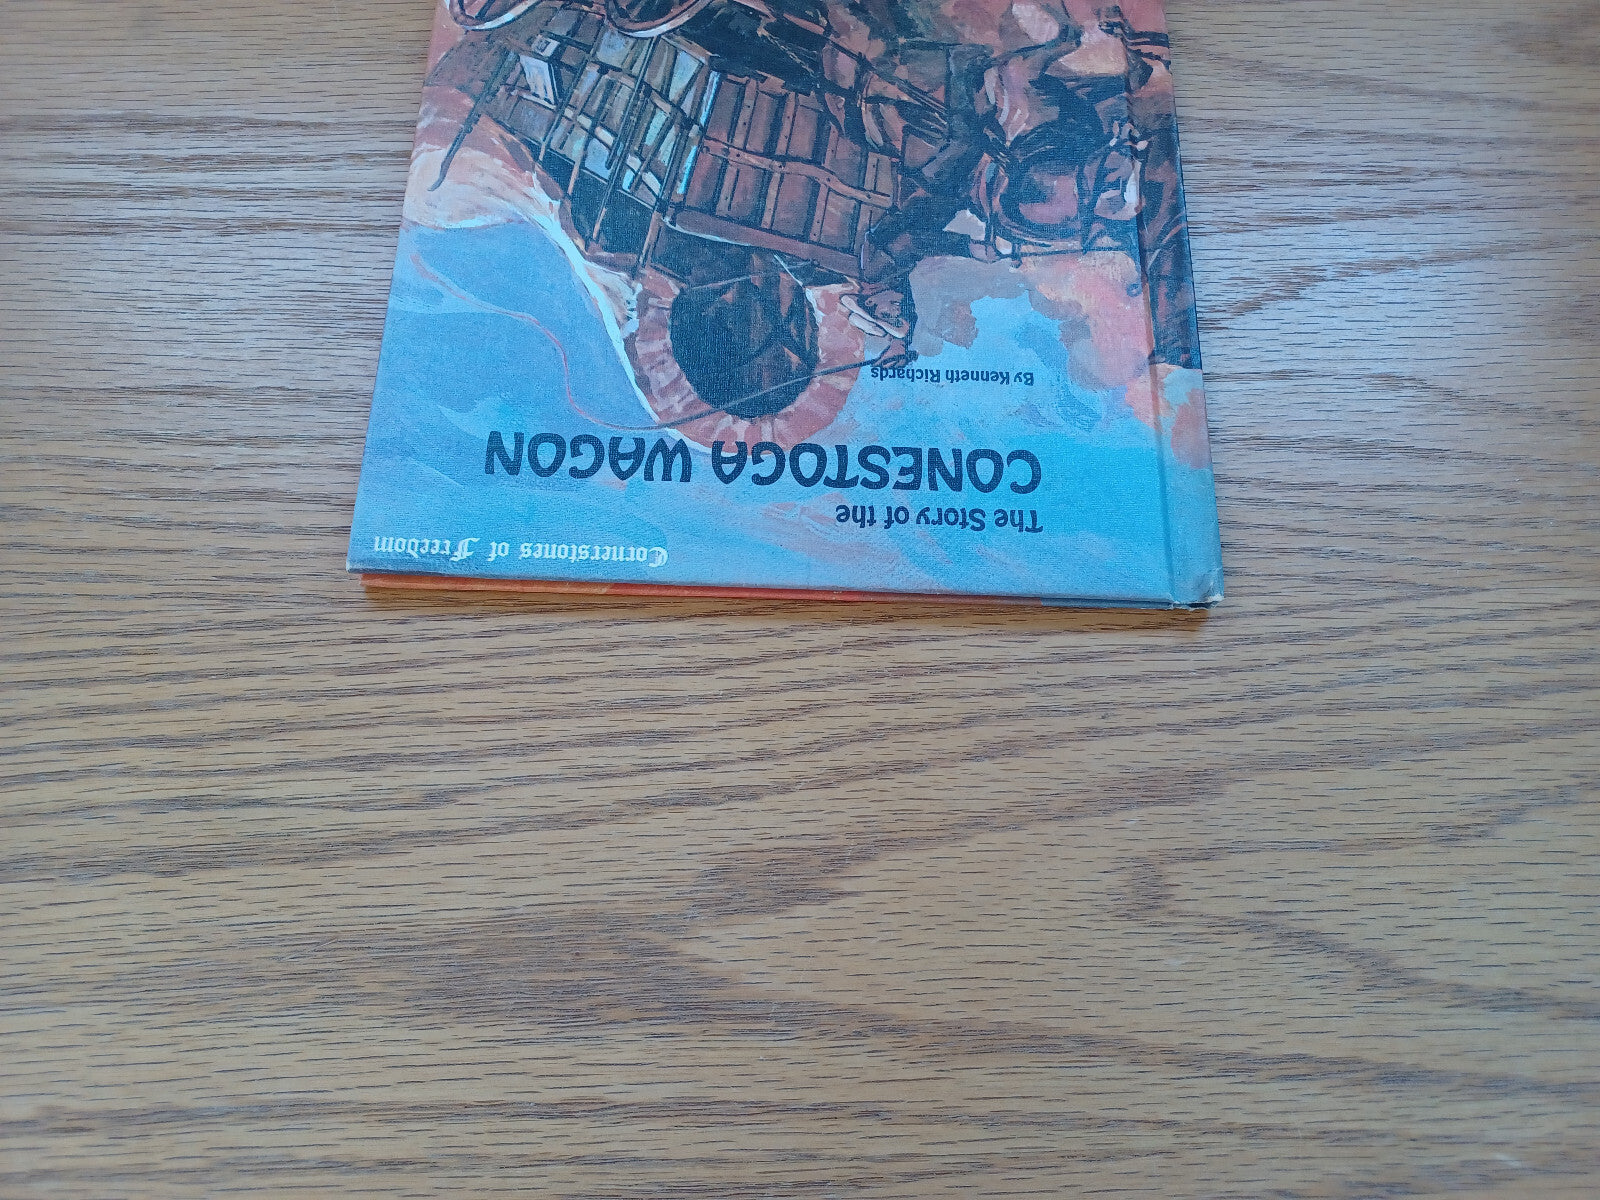 Cornerstones of Freedom
The Story of the
CONESTOGA WAGON
By Kenneth Richards